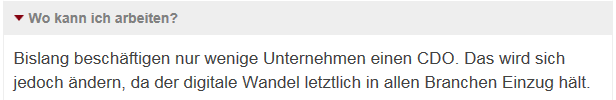 Wo kann ich arbeiten?
Bislang beschäftigen nur wenige Unternehmen einen CDO. Das wird sich
jedoch ändern, da der digitale Wandel letztlich in allen Branchen Einzug hält.